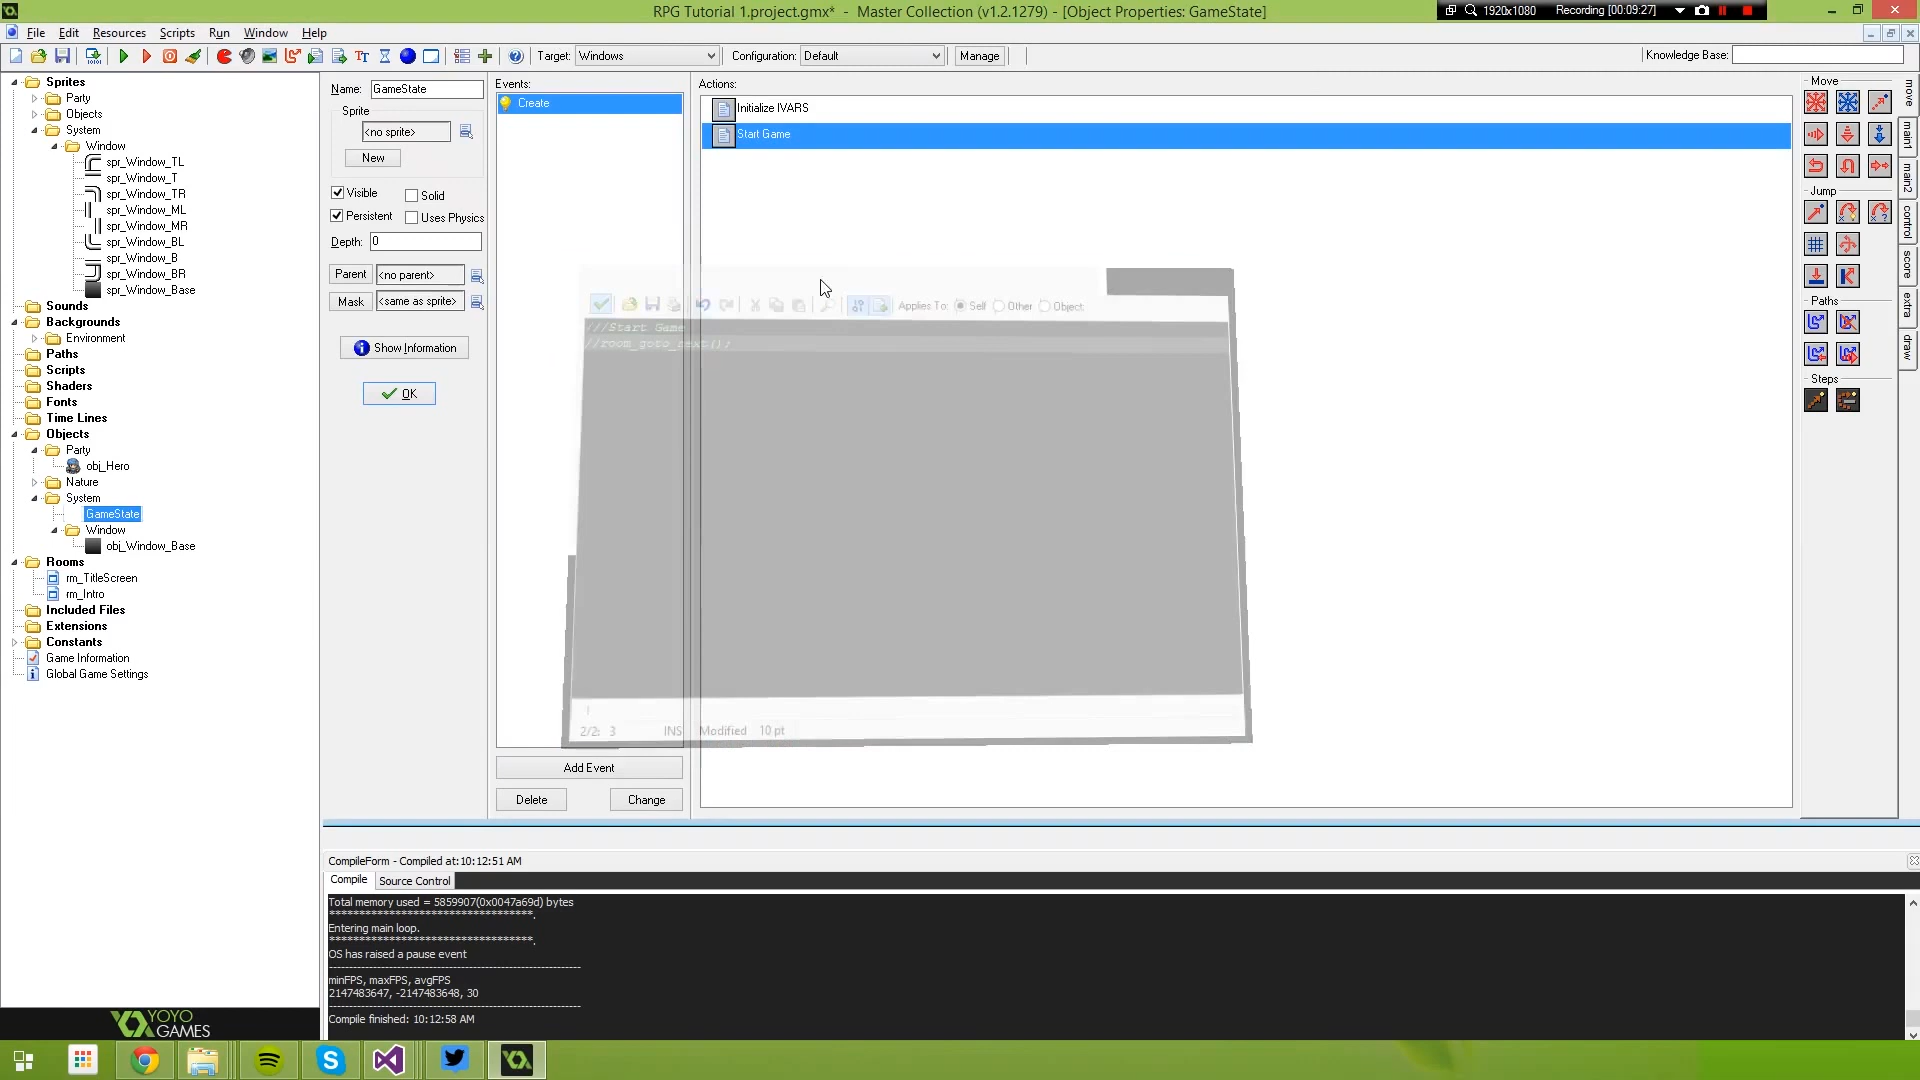 RPG Tutorial 1.project.gmx* - Master Collection (v1.2.1279) - [Object Properties: GameState]
1920x1080 Recording [00:09:27]
File Edit Resources Scripts Run Window Help
Target: Windows Configuration: Default Manage Knowledge Base:
Sprites
Party
Objects
System
Window
spr_Window_TL
spr_Window_T
spr_Window_TR
spr_Window_ML
spr_Window_MR
spr_Window_BL
spr_Window_B
spr_Window_BR
spr_Window_Base
Sounds
Backgrounds
Environment
Paths
Scripts
Shaders
Fonts
Time Lines
Objects
Party
obj_Hero
Nature
System
GameState
Window
obj_Window_Base
Rooms
rm_TitleScreen
rm_Intro
Included Files
Extensions
Constants
Game Information
Global Game Settings
YOYO
GAMES
Name: GameState
Sprite
<no sprite>
New
Visible Solid
Persistent Uses Physics
Depth: 0
Parent <no parent>
Mask <same as sprite>
Show Information
OK
Events:
Create
Add Event
Delete Change
Actions:
Initialize IVARS
Start Game
Applies To: Self Other Object:
///Start Game
//room_goto_next();
2/2: 3 INS Modified 10 pt
Move
Jump
Paths
Steps
move
main1
main2
control
score
extra
draw
CompileForm - Compiled at:10:12:51 AM
Compile Source Control
Total memory used = 5859907(0x0047a69d) bytes
**********************************.
Entering main loop.
**********************************.
OS has raised a pause event
---------------------------------------------------------------
minFPS, maxFPS, avgFPS
2147483647, -2147483648, 30
---------------------------------------------------------------
Compile finished: 10:12:58 AM